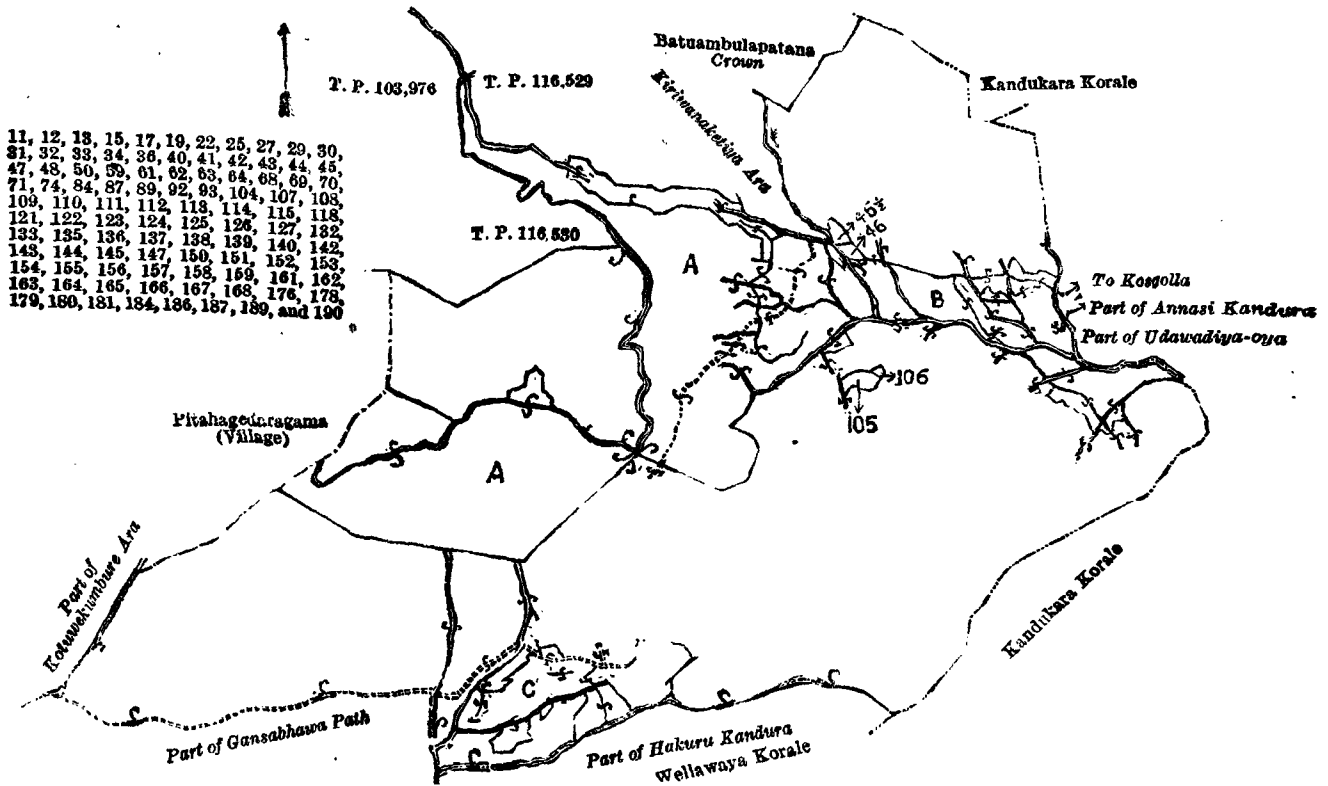 Batuambulapatana
Crown
Kandukara Korale
T. P. 103,976
T. P. 116,529
Kiriwanaketiya Ara
11, 12, 13, 15, 17, 19, 22, 25, 27, 29, 30,
31, 32, 33, 34, 36, 40, 41, 42, 43, 44, 45,
47, 48, 50, 59, 61, 62, 63, 64, 68, 69, 70,
71, 74, 84, 87, 89, 92, 93, 104, 107, 108,
109, 110, 111, 112, 113, 114, 115, 118,
121, 122, 123, 124, 125, 126, 127, 132,
133, 135, 136, 137, 138, 139, 140, 142,
143, 144, 145, 147, 150, 151, 152, 153,
154, 155, 156, 157, 158, 159, 161, 162,
163, 164, 165, 166, 167, 168, 176, 178,
179, 180, 181, 184, 186, 187, 189, and 190
T. P. 116,530
A
45½
46
B
To Kosgolla
Part of Annasi Kandura
Part of Udawadiya-oya
106
105
Pitahagedaragama
(Village)
A
Part of
Kotuwekumbure Ara
Kandukara Korale
C
Part of Gansabhawa Path
Part of Hakuru Kandura
Wellawaya Korale